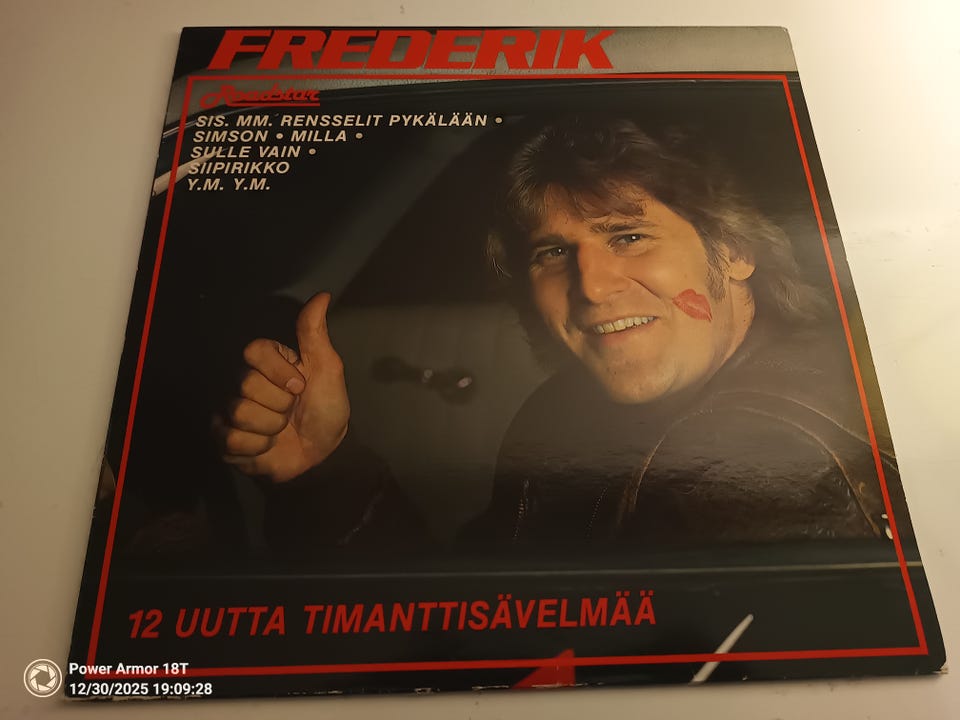 FREDERIK
Roadstar
SIS. MM. RENSSELIT PYKÄLÄÄN •
SIMSON • MILLA •
SULLE VAIN •
SIIPIRIKKO
Y.M. Y.M.
12 UUTTA TIMANTTISÄVELMÄÄ
Power Armor 18T
12/30/2025 19:09:28